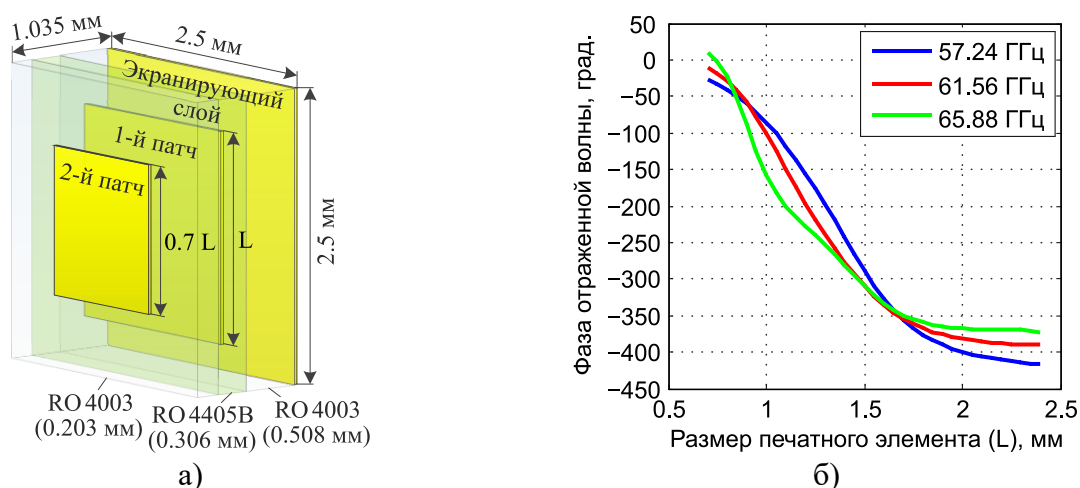 1.035 мм
2.5 мм
Экранирующий
слой
1-й патч
2-й патч
0.7 L
L
2.5 мм
RO 4003
(0.203 мм)
RO 4405B
(0.306 мм)
RO 4003
(0.508 мм)
а)
Фаза отраженной волны, град.
50
0
−50
−100
−150
−200
−250
−300
−350
−400
−450
57.24 ГГц
61.56 ГГц
65.88 ГГц
0.5
1
1.5
2
2.5
Размер печатного элемента (L), мм
б)